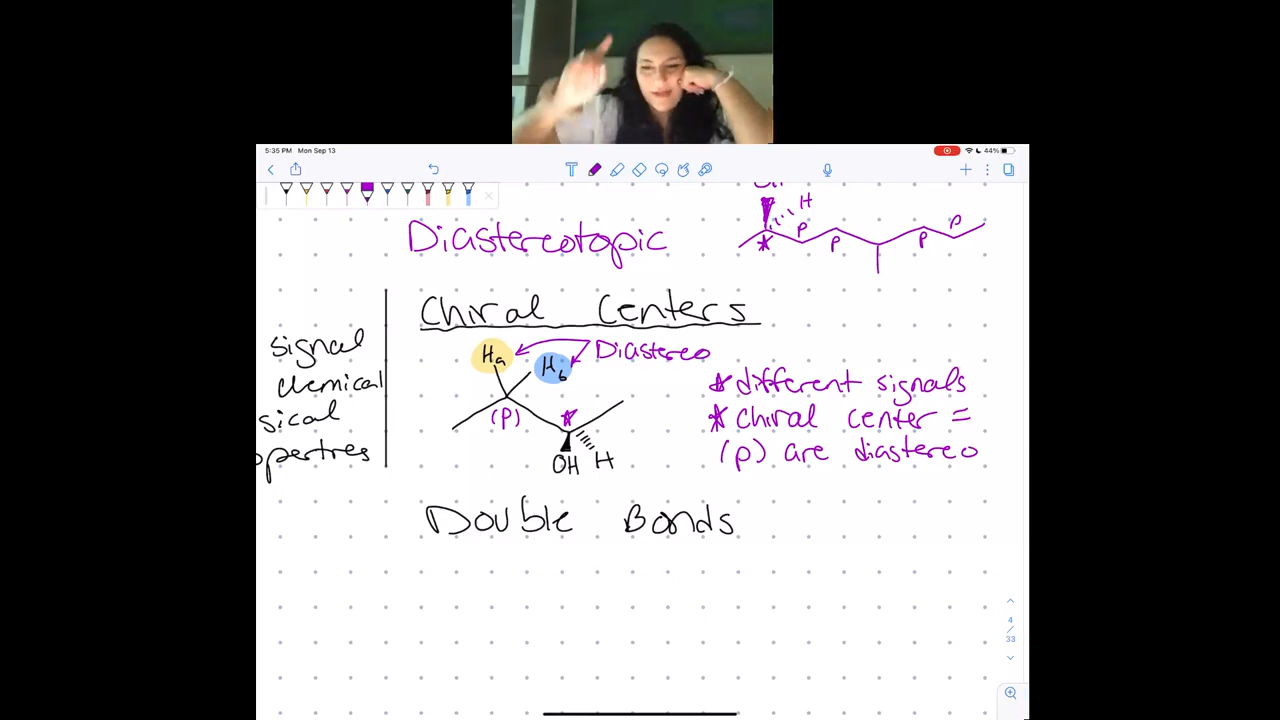 5:35 PM Mon Sep 13
44%
T
H
Diastereotopic
P P P P
*
Chiral Centers
signal
chemical
sical
opertres
Ha Hb Diastereo
(P) *
OH H
* different signals
* chiral center =
(p) are diastereo
Double Bonds
4
/
33